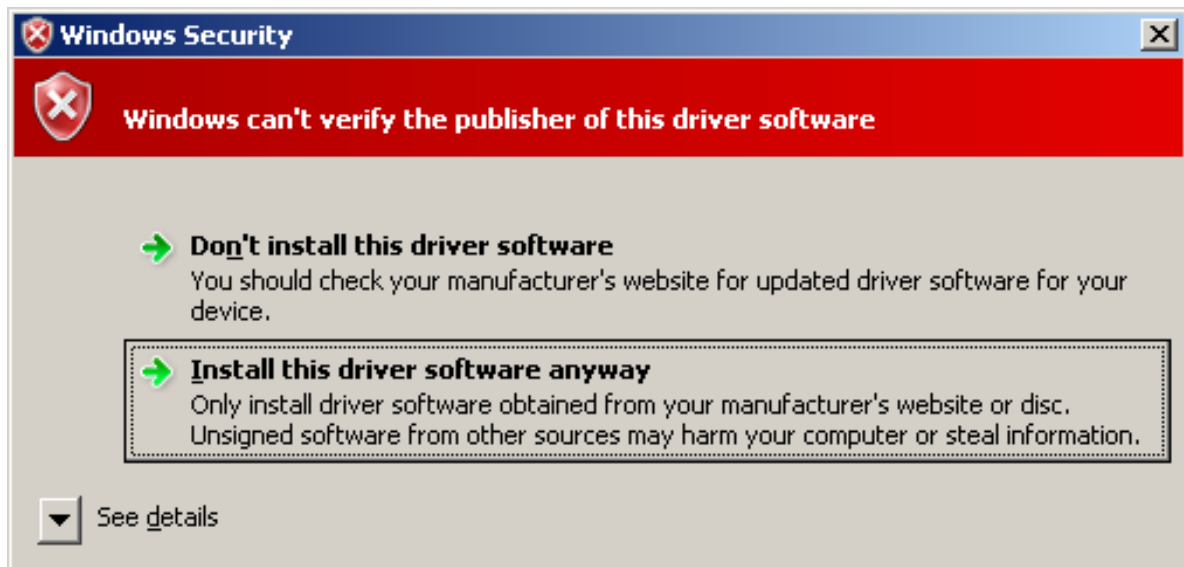 Windows Security
Windows can't verify the publisher of this driver software
Don't install this driver software
You should check your manufacturer's website for updated driver software for your
device.
Install this driver software anyway
Only install driver software obtained from your manufacturer's website or disc.
Unsigned software from other sources may harm your computer or steal information.
See details